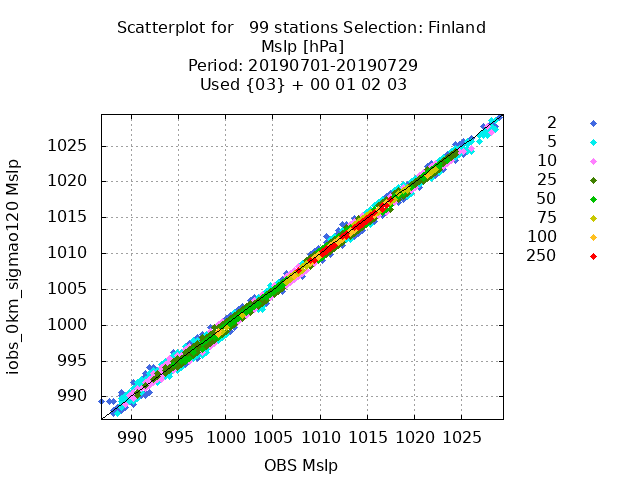 Scatterplot for   99 stations Selection: Finland
Mslp [hPa]
Period: 20190701-20190729
Used {03} + 00 01 02 03
iobs_0km_sigmao120 Mslp
1025
1020
1015
1010
1005
1000
995
990
990 995 1000 1005 1010 1015 1020 1025
OBS Mslp
2
5
10
25
50
75
100
250